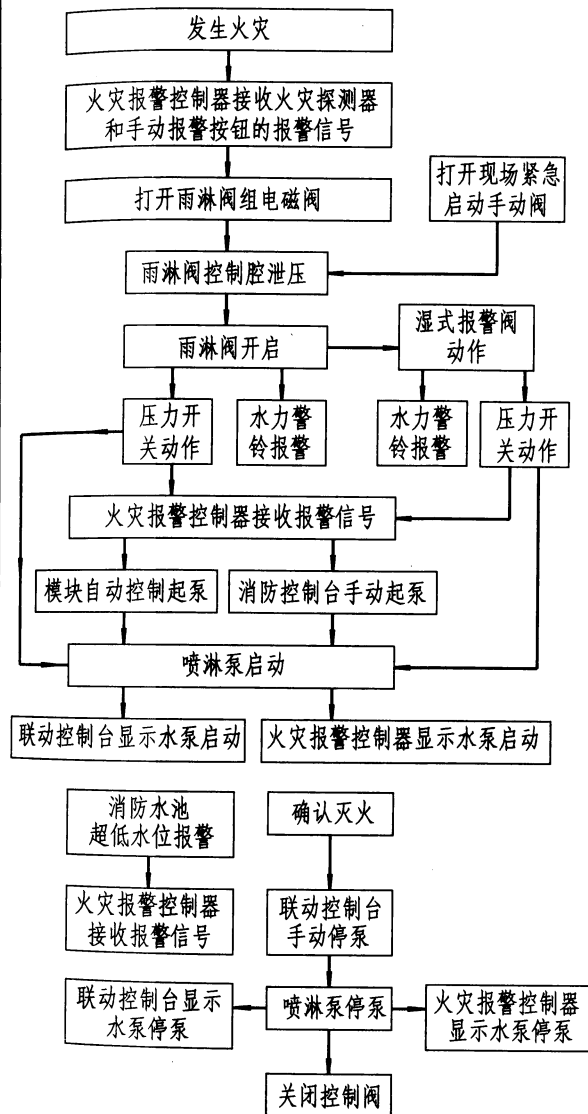 发生火灾
火灾报警控制器接收火灾探测器
和手动报警按钮的报警信号
打开雨淋阀组电磁阀
打开现场紧急
启动手动阀
雨淋阀控制腔泄压
湿式报警阀
动作
雨淋阀开启
压力开
关动作
水力警
铃报警
水力警
铃报警
压力开
关动作
火灾报警控制器接收报警信号
模块自动控制起泵
消防控制台手动起泵
喷淋泵启动
联动控制台显示水泵启动
火灾报警控制器显示水泵启动
消防水池
超低水位报警
确认灭火
火灾报警控制器
接收报警信号
联动控制台
手动停泵
联动控制台显示
水泵停泵
喷淋泵停泵
火灾报警控制器
显示水泵停泵
关闭控制阀